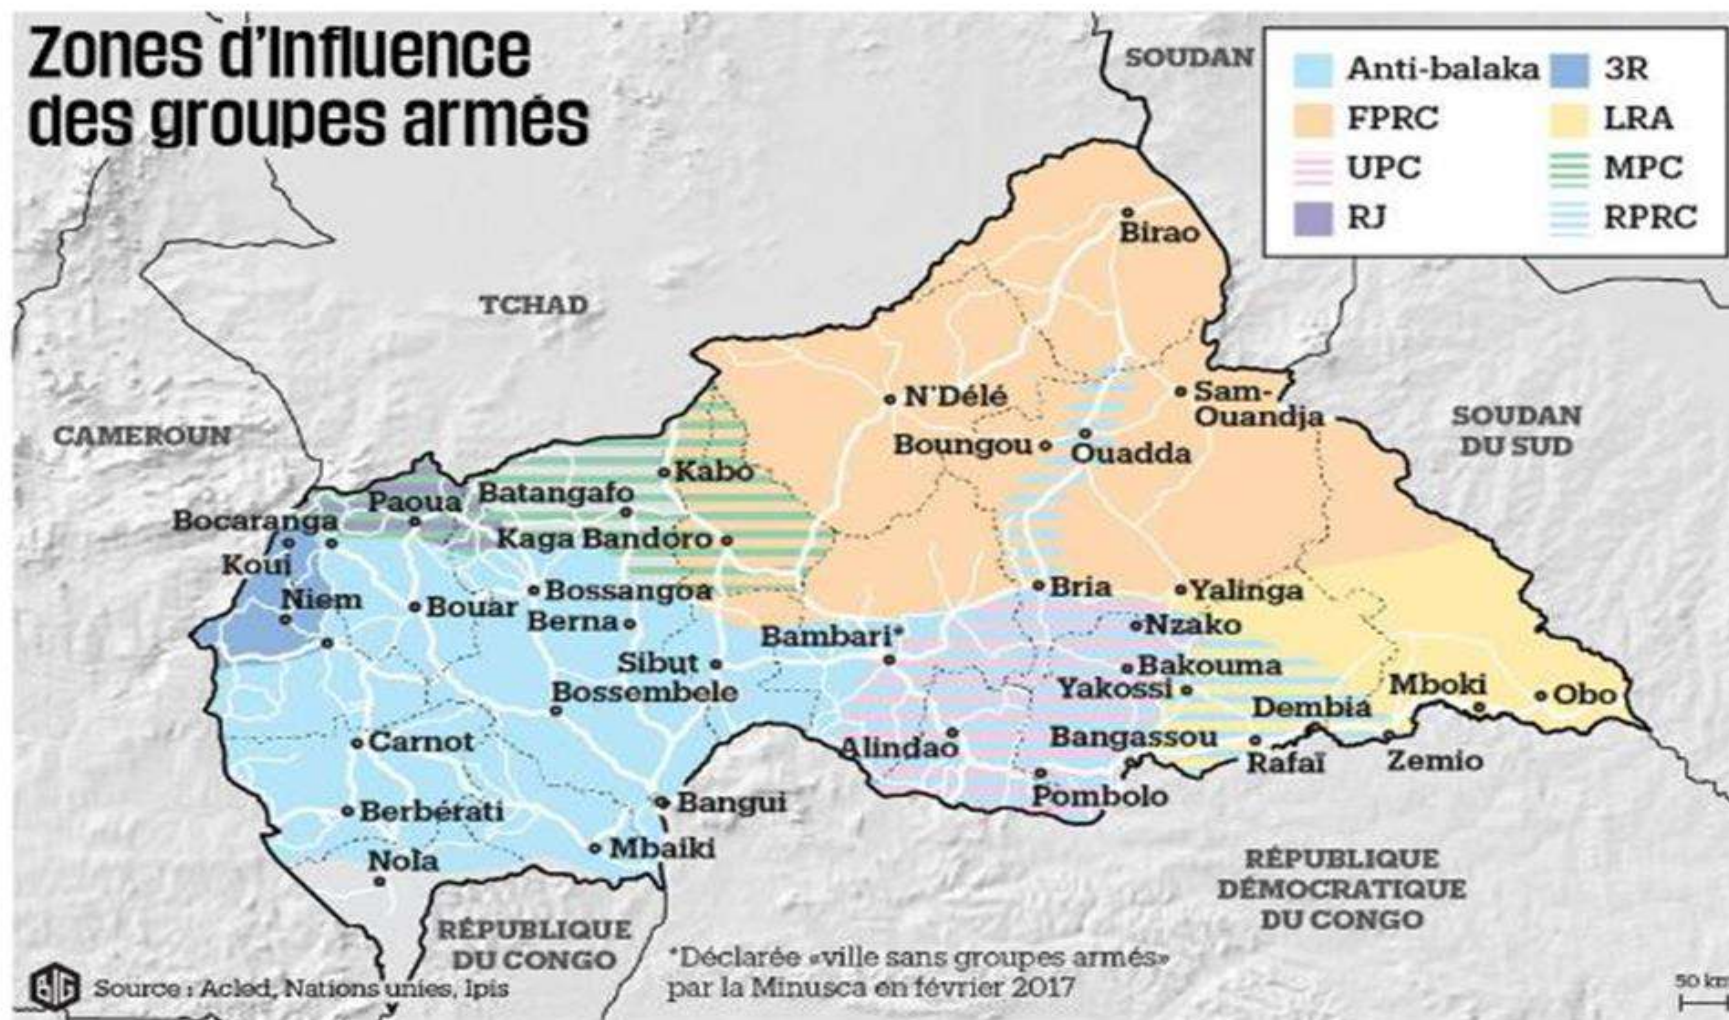 Zones d'Influence
des groupes armés
SOUDAN
Anti-balaka
3R
FPRC
LRA
UPC
MPC
RJ
RPRC
Birao
TCHAD
N'Délé
Sam-
Ouandja
SOUDAN
DU SUD
CAMEROUN
Boungou
Ouadda
Kabo
Batangafo
Paoua
Bocaranga
Kaga Bandoro
Koui
Niem
Bossangoa
Bouar
Berna
Bria
Yalinga
Bambari*
Nzako
Sibut
Bakouma
Bossembele
Yakossi
Mboki
Obo
Dembia
Carnot
Alindao
Bangassou
Rafaï
Zemio
Pombolo
Bangui
Berbérati
Mbaiki
Nola
RÉPUBLIQUE
DÉMOCRATIQUE
DU CONGO
RÉPUBLIQUE
DU CONGO
*Déclarée «ville sans groupes armés»
par la Minusca en février 2017
BIG
Source : Acled, Nations unies, Ipis
50 km